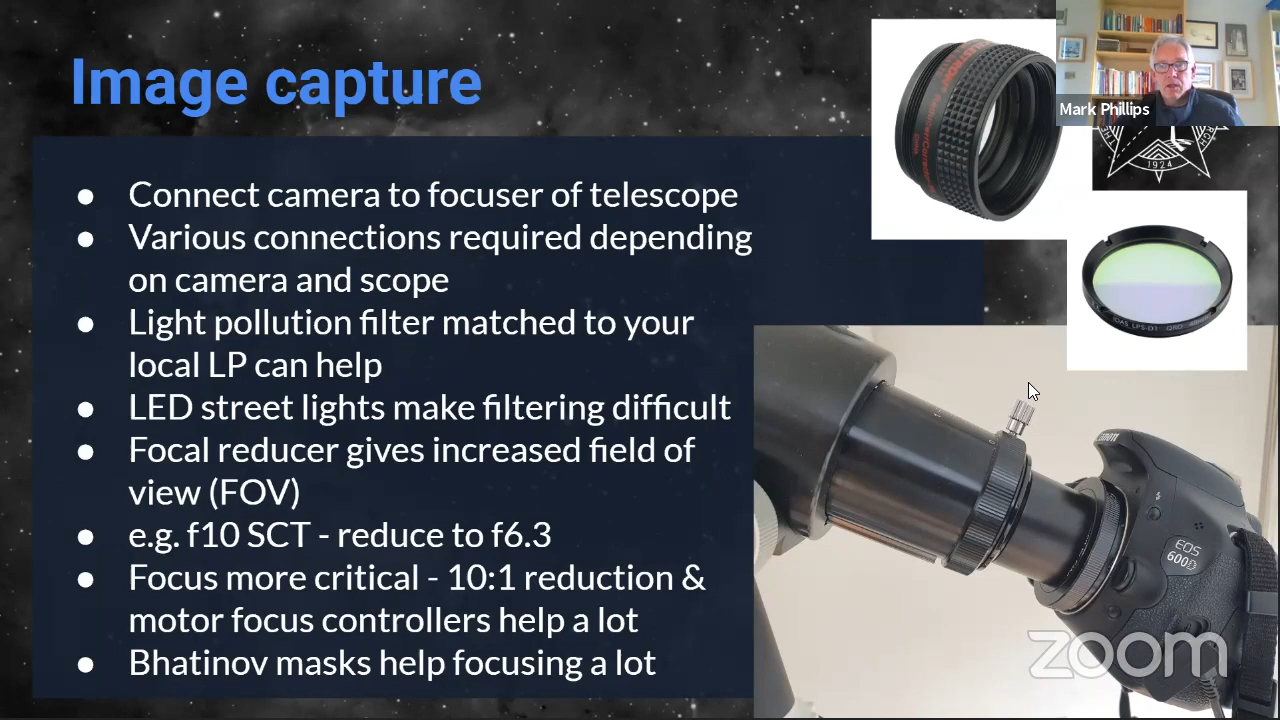 Image capture
Mark Phillips
1924
● Connect camera to focuser of telescope
● Various connections required depending
on camera and scope
● Light pollution filter matched to your
local LP can help
● LED street lights make filtering difficult
● Focal reducer gives increased field of
view (FOV)
● e.g. f10 SCT - reduce to f6.3
● Focus more critical - 10:1 reduction &
motor focus controllers help a lot
● Bhatinov masks help focusing a lot
IDAS LPS-D1
Canon
EOS
600D
zoom